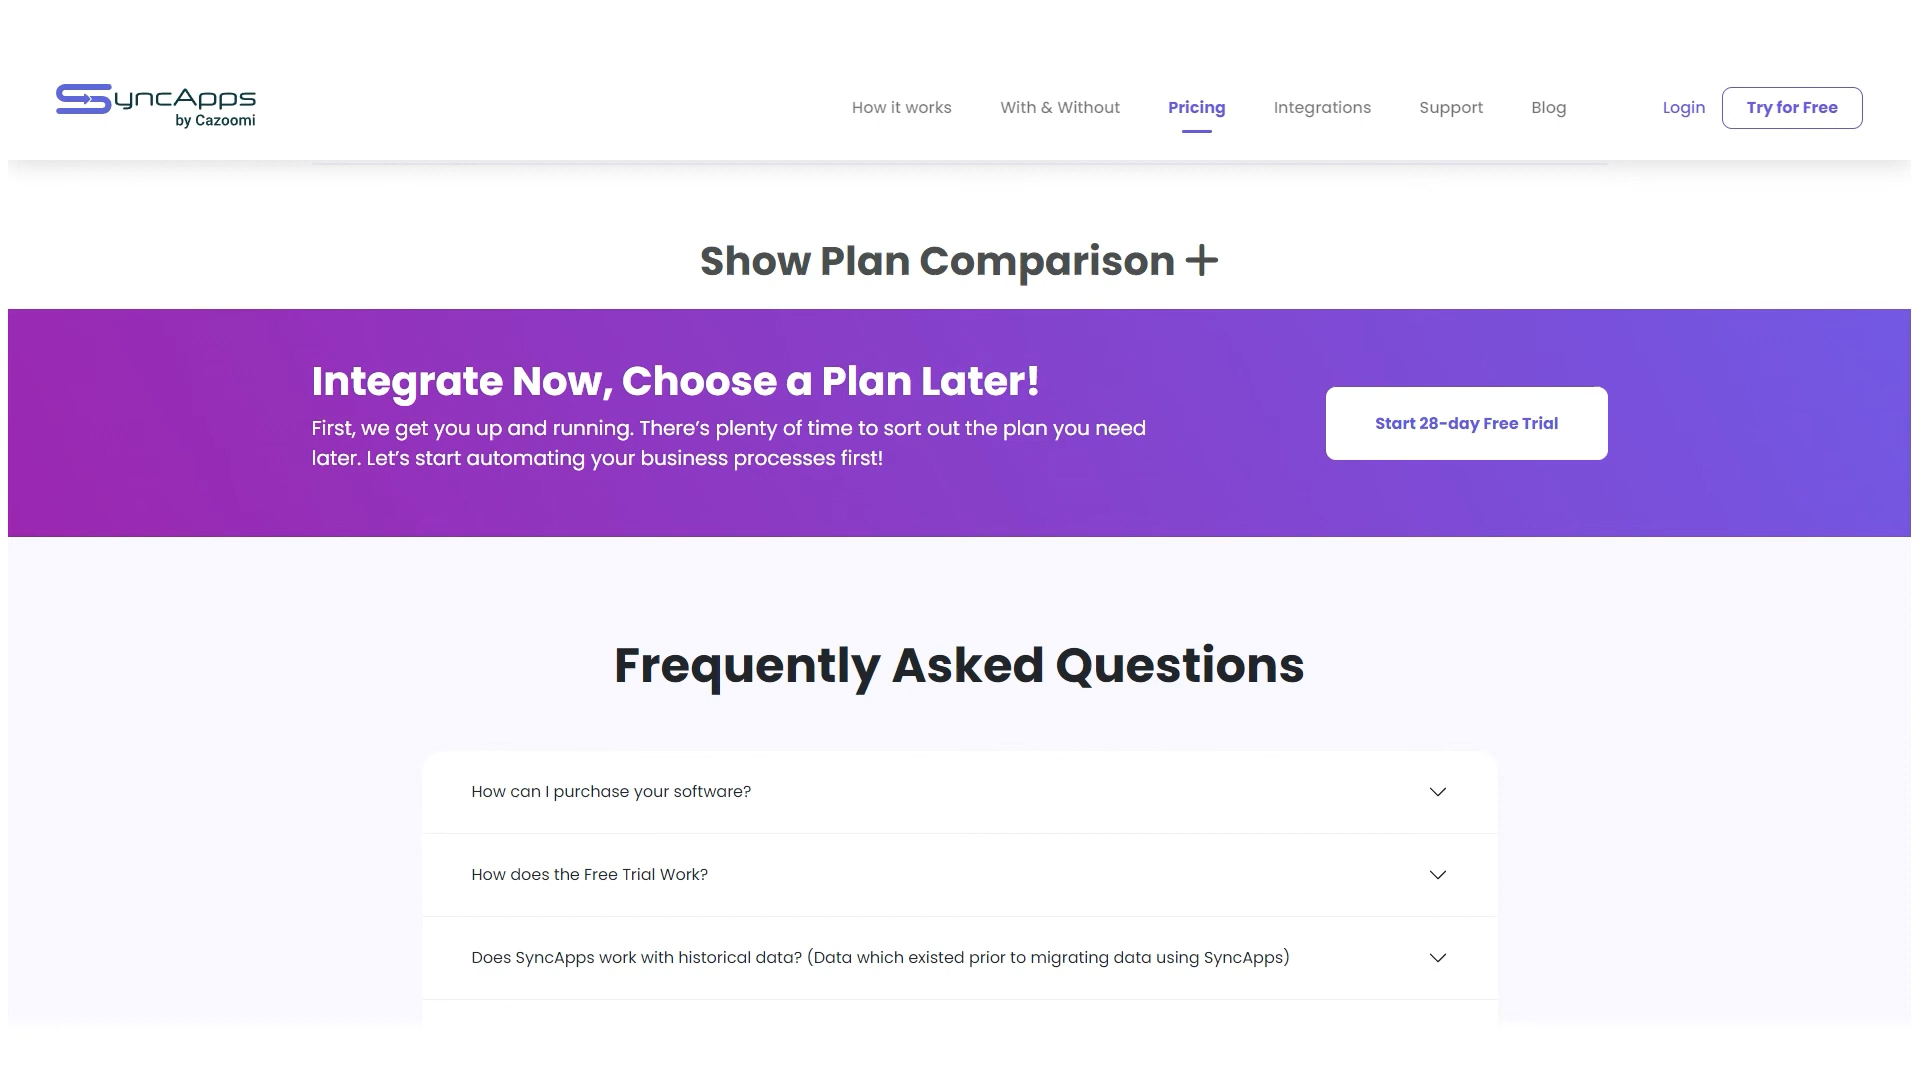 SyncApps
by Cazoomi
How it works
With & Without
Pricing
Integrations
Support
Blog
Login
Try for Free
Show Plan Comparison +
Integrate Now, Choose a Plan Later!
First, we get you up and running. There’s plenty of time to sort out the plan you need
later. Let’s start automating your business processes first!
Start 28-day Free Trial
Frequently Asked Questions
How can I purchase your software?
How does the Free Trial Work?
Does SyncApps work with historical data? (Data which existed prior to migrating data using SyncApps)